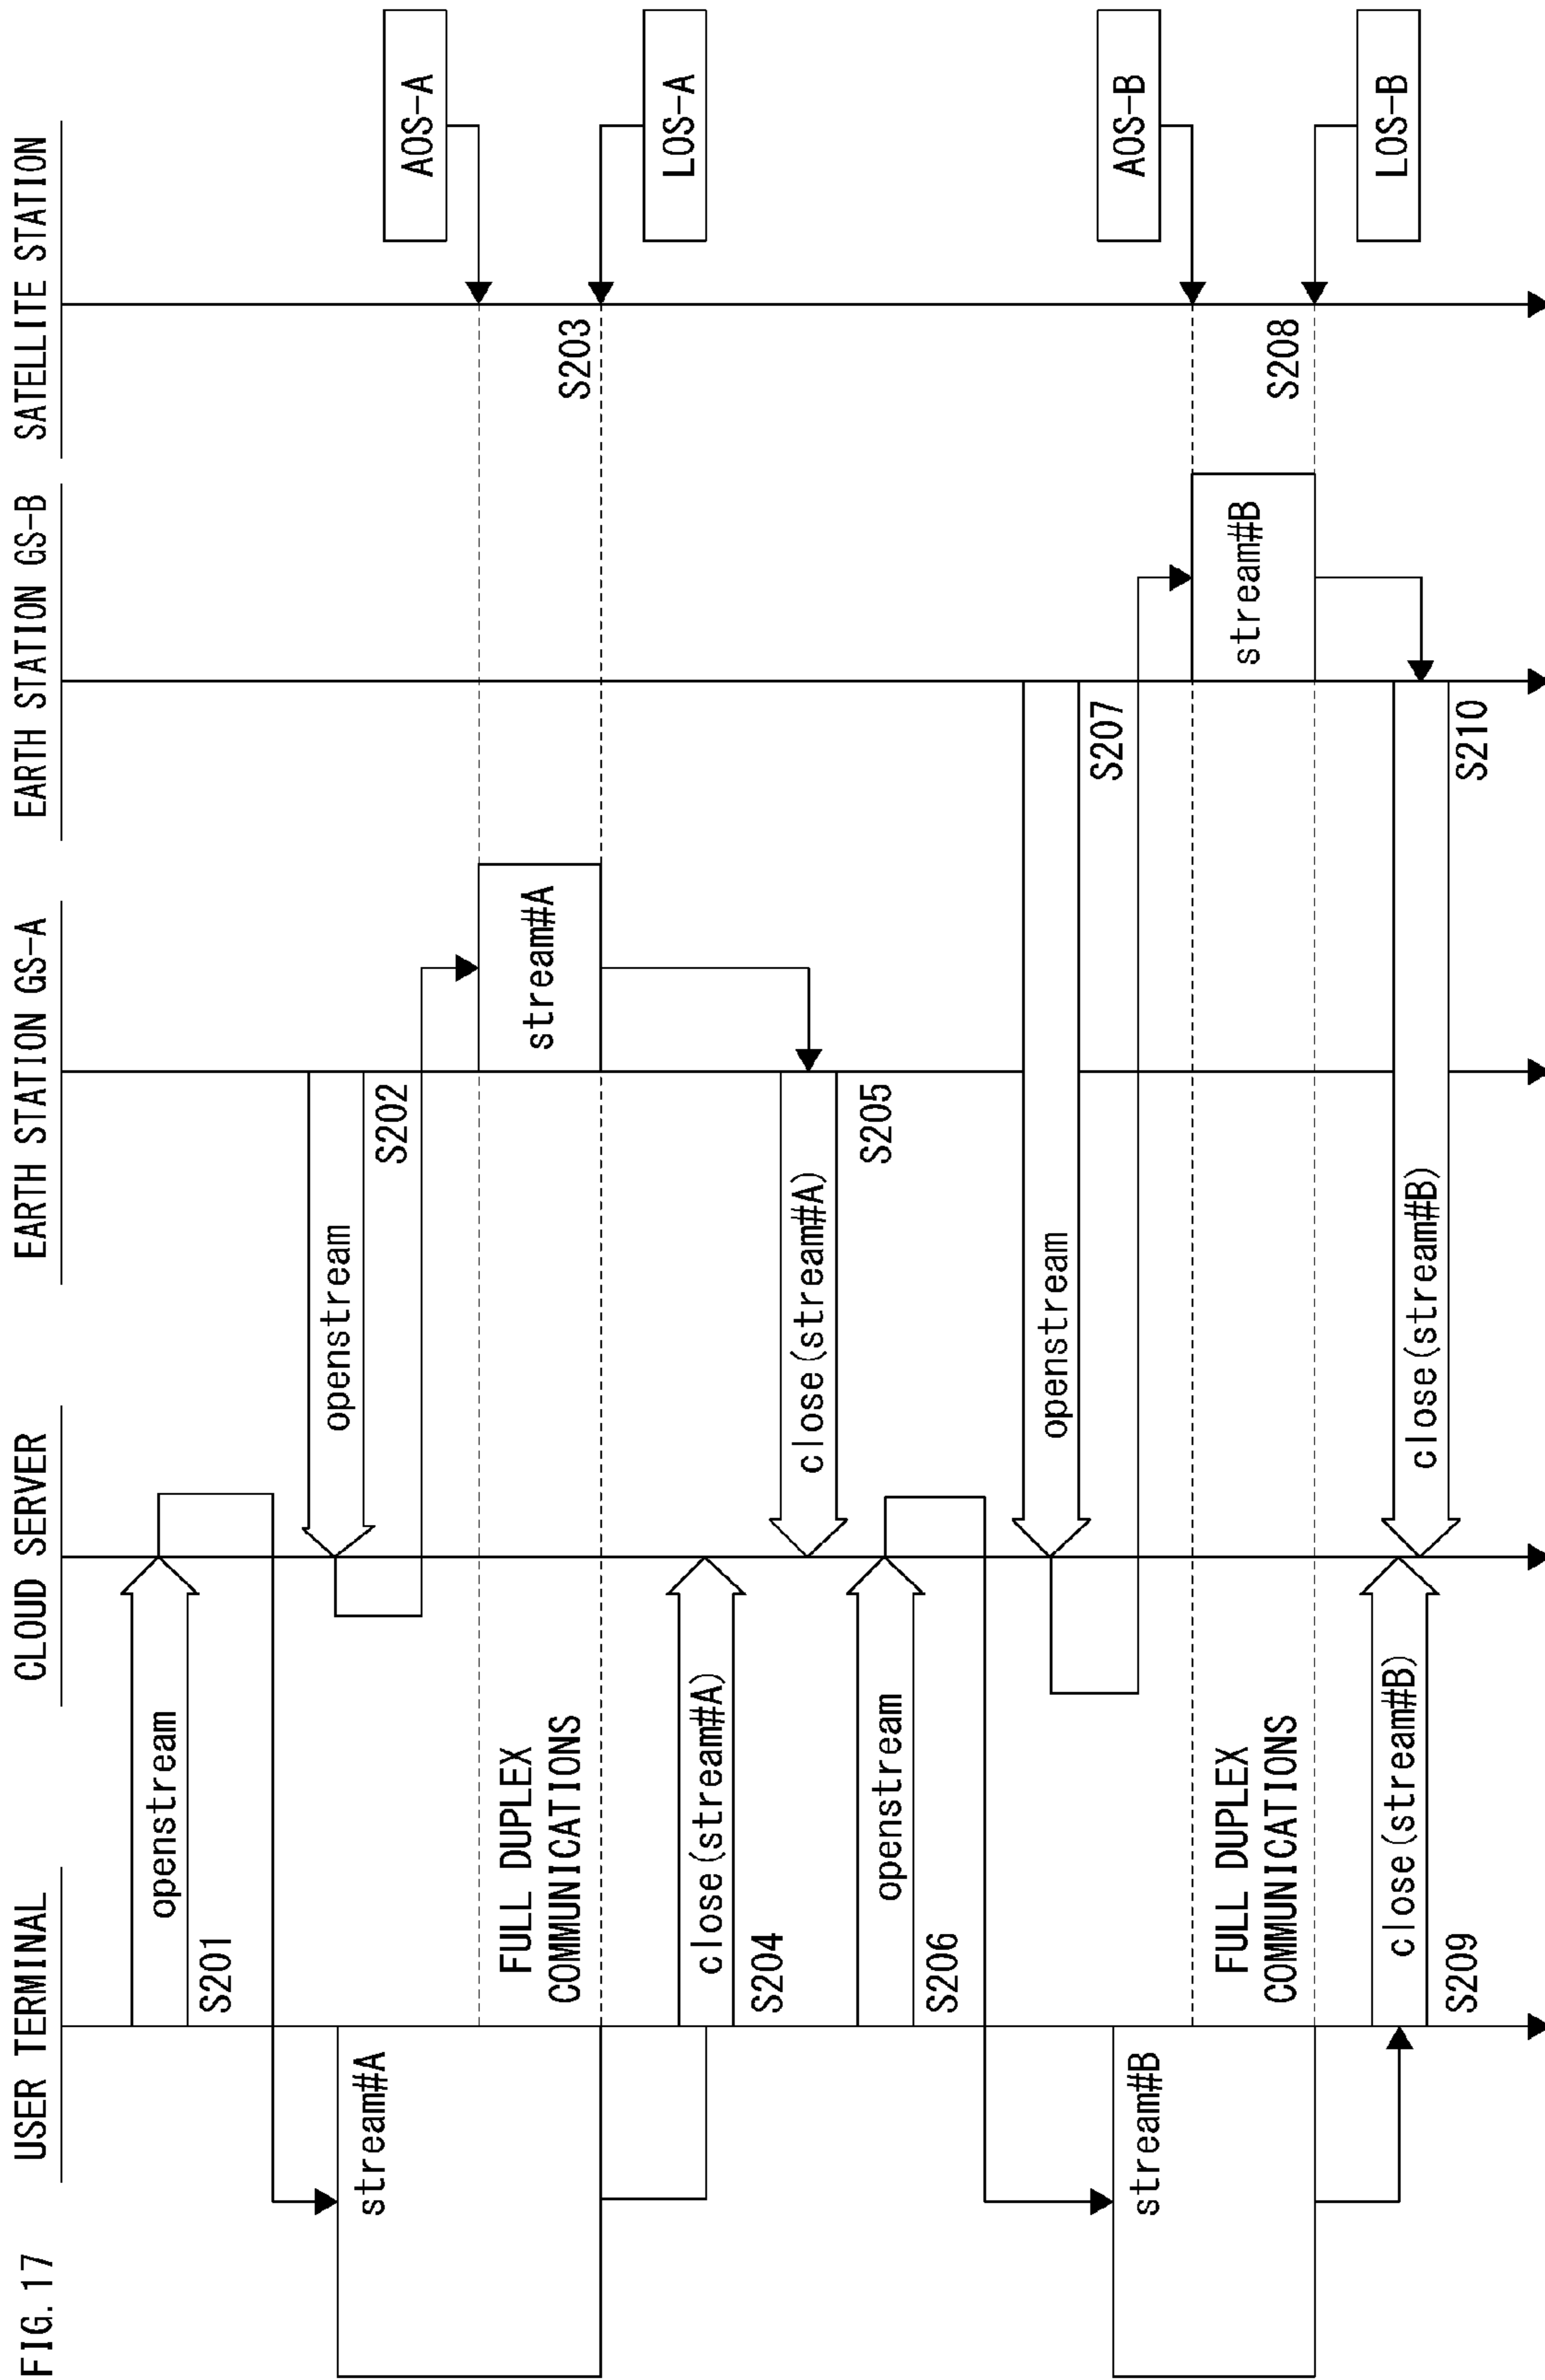 FIG. 17
USER TERMINAL
CLOUD SERVER
EARTH STATION GS-A
EARTH STATION GS-B
SATELLITE STATION
openstream
S201
openstream
S202
stream#A
AOS-A
stream#A
FULL DUPLEX
COMMUNICATIONS
S203
LOS-A
close(stream#A)
S204
close(stream#A)
S205
openstream
S206
openstream
S207
stream#B
AOS-B
stream#B
FULL DUPLEX
COMMUNICATIONS
S208
LOS-B
close(stream#B)
S209
close(stream#B)
S210